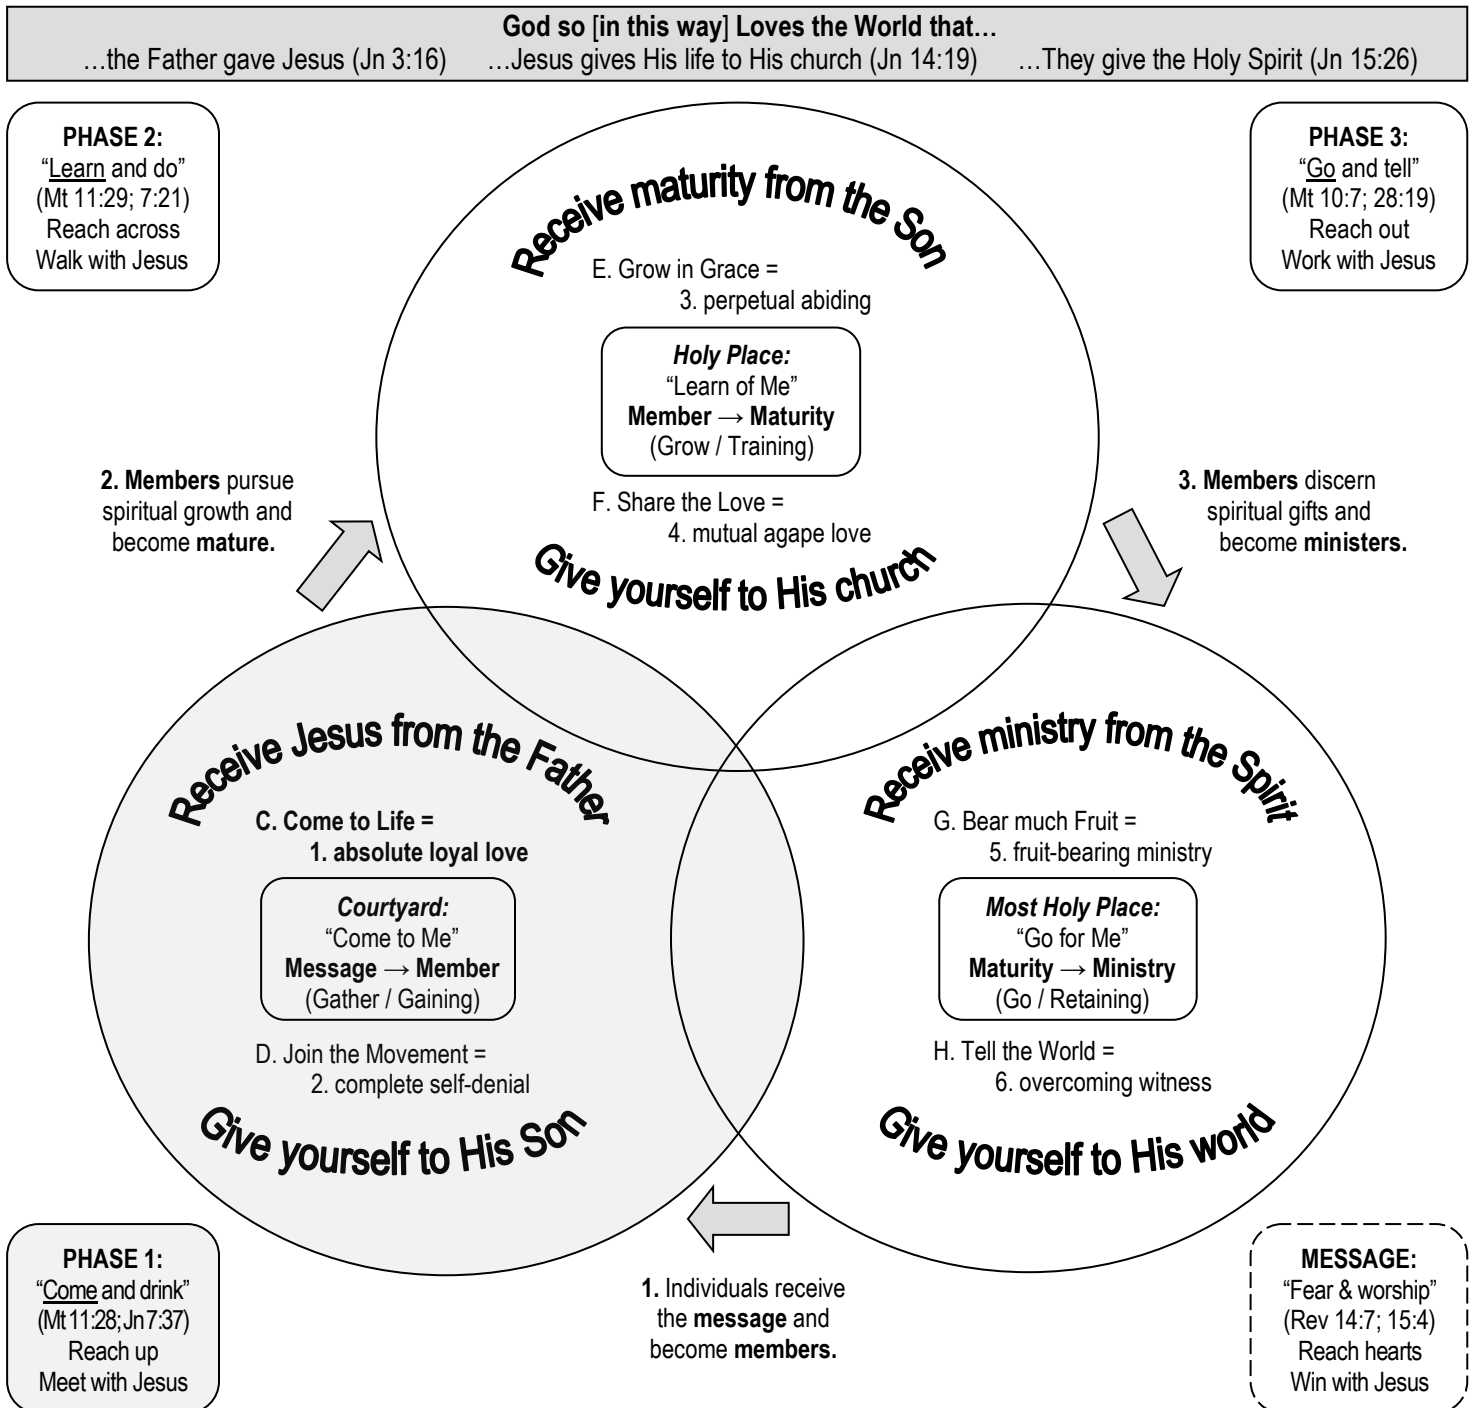 God so [in this way] Loves the World that…
…the Father gave Jesus (Jn 3:16) …Jesus gives His life to His church (Jn 14:19) …They give the Holy Spirit (Jn 15:26)
PHASE 2:
“Learn and do”
(Mt 11:29; 7:21)
Reach across
Walk with Jesus
PHASE 3:
“Go and tell”
(Mt 10:7; 28:19)
Reach out
Work with Jesus
Receive maturity from the Son
E. Grow in Grace =
3. perpetual abiding
Holy Place:
“Learn of Me”
Member → Maturity
(Grow / Training)
F. Share the Love =
4. mutual agape love
Give yourself to His church
2. Members pursue
spiritual growth and
become mature.
3. Members discern
spiritual gifts and
become ministers.
Receive Jesus from the Father
C. Come to Life =
1. absolute loyal love
Courtyard:
“Come to Me”
Message → Member
(Gather / Gaining)
D. Join the Movement =
2. complete self-denial
Give yourself to His Son
Receive ministry from the Spirit
G. Bear much Fruit =
5. fruit-bearing ministry
Most Holy Place:
“Go for Me”
Maturity → Ministry
(Go / Retaining)
H. Tell the World =
6. overcoming witness
Give yourself to His world
PHASE 1:
“Come and drink”
(Mt 11:28; Jn 7:37)
Reach up
Meet with Jesus
1. Individuals receive
the message and
become members.
MESSAGE:
“Fear & worship”
(Rev 14:7; 15:4)
Reach hearts
Win with Jesus